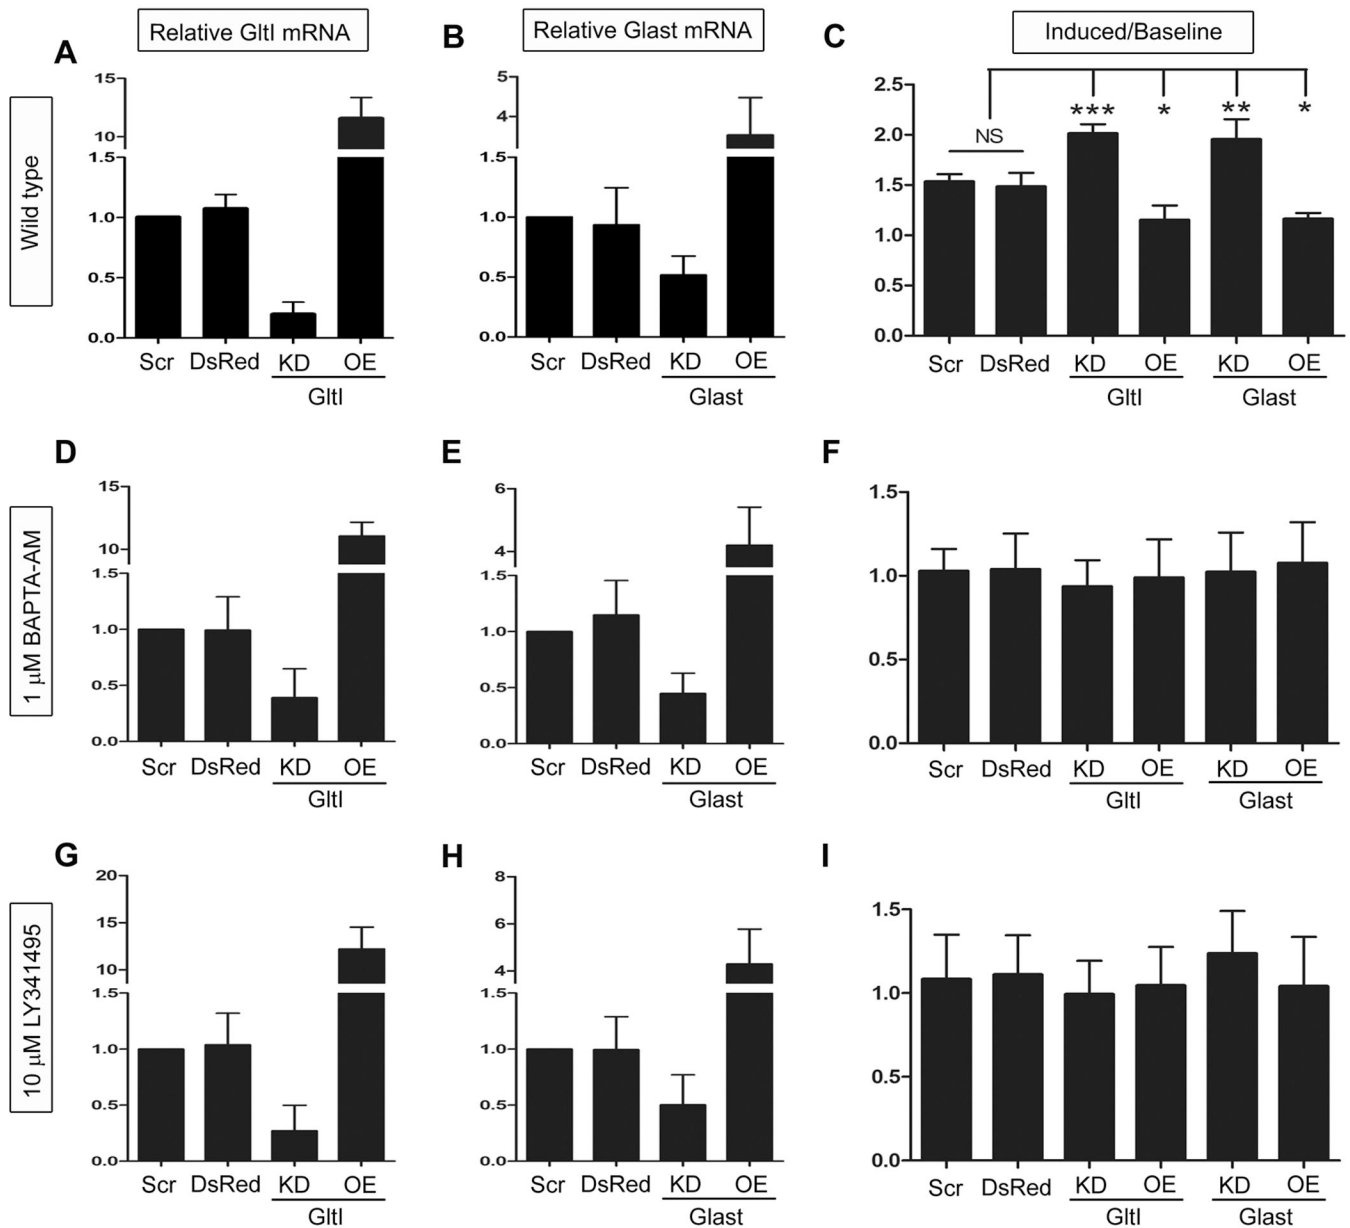 A
Relative GltI mRNA
B
Relative Glast mRNA
C
Induced/Baseline
Wild type
15
10
1.5
1.0
0.5
0.0
Scr DsRed KD OE
GltI
5
4
1.5
1.0
0.5
0.0
Scr DsRed KD OE
Glast
2.5
2.0
1.5
1.0
0.5
0.0
NS
*** * ** *
Scr DsRed KD OE KD OE
GltI Glast
D
E
F
1 µM BAPTA-AM
15
10
1.5
1.0
0.5
0.0
Scr DsRed KD OE
GltI
6
4
1.5
1.0
0.5
0.0
Scr DsRed KD OE
Glast
1.5
1.0
0.5
0.0
Scr DsRed KD OE KD OE
GltI Glast
G
H
I
10 µM LY341495
20
15
10
1.5
1.0
0.5
0.0
Scr DsRed KD OE
GltI
8
6
4
1.5
1.0
0.5
0.0
Scr DsRed KD OE
Glast
1.5
1.0
0.5
0.0
Scr DsRed KD OE KD OE
GltI Glast